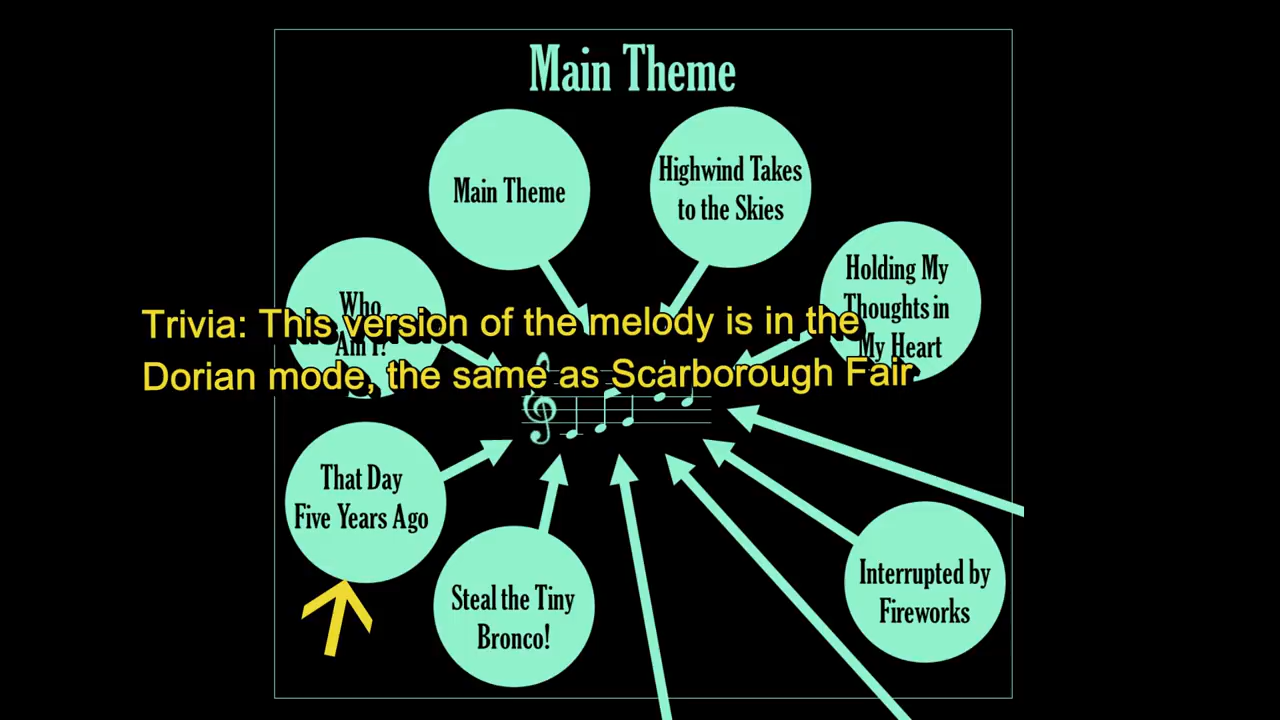 Main Theme
Main Theme
Highwind Takes
to the Skies
Holding My
Thoughts in
My Heart
Who
Am I?
Trivia: This version of the melody is in the
Dorian mode, the same as Scarborough Fair
That Day
Five Years Ago
Steal the Tiny
Bronco!
Interrupted by
Fireworks